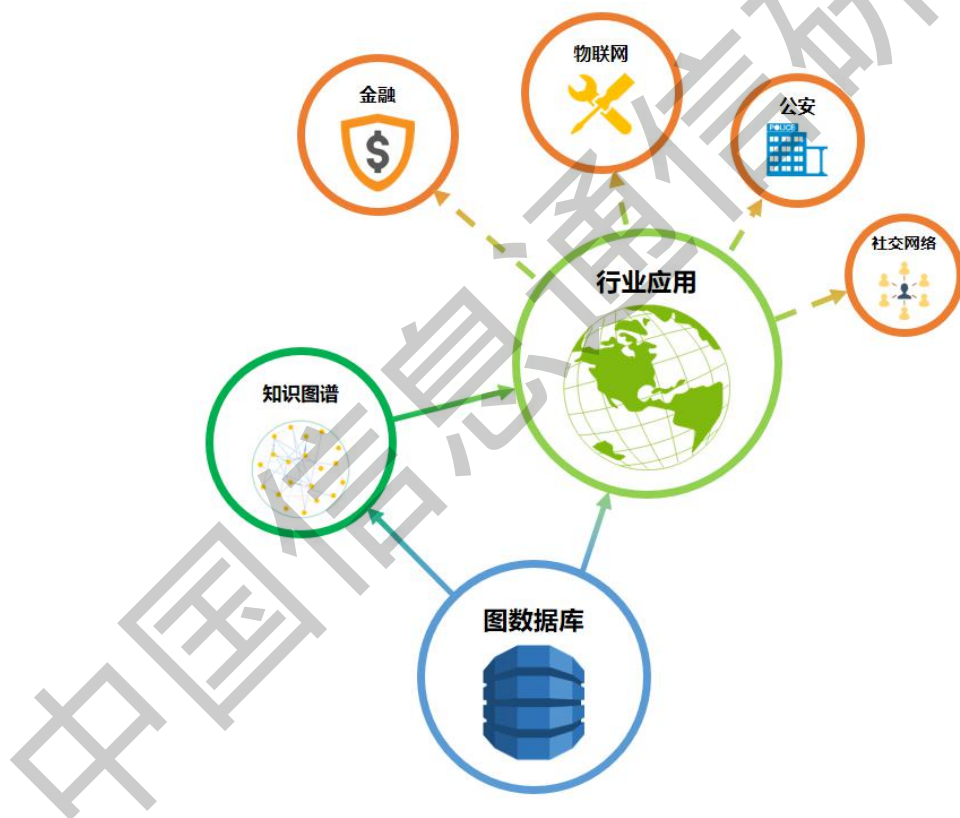 物联网
金融
公安
POLICE
$
社交网络
行业应用
知识图谱
图数据库
中国信息通信研